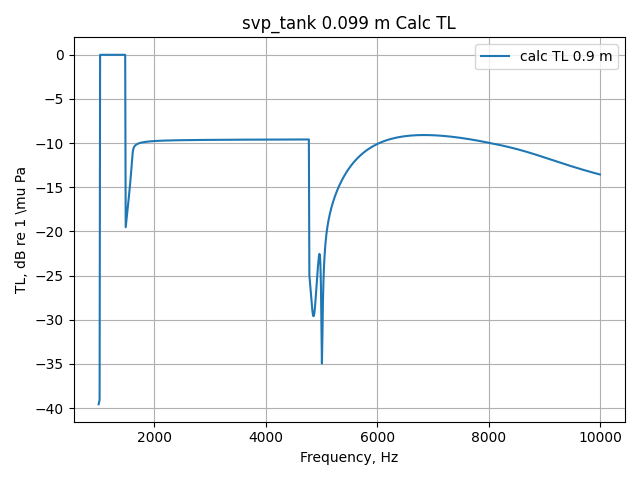 svp_tank 0.099 m Calc TL
calc TL 0.9 m
0
−5
−10
−15
−20
−25
−30
−35
−40
TL, dB re 1 \mu Pa
2000 4000 6000 8000 10000
Frequency, Hz